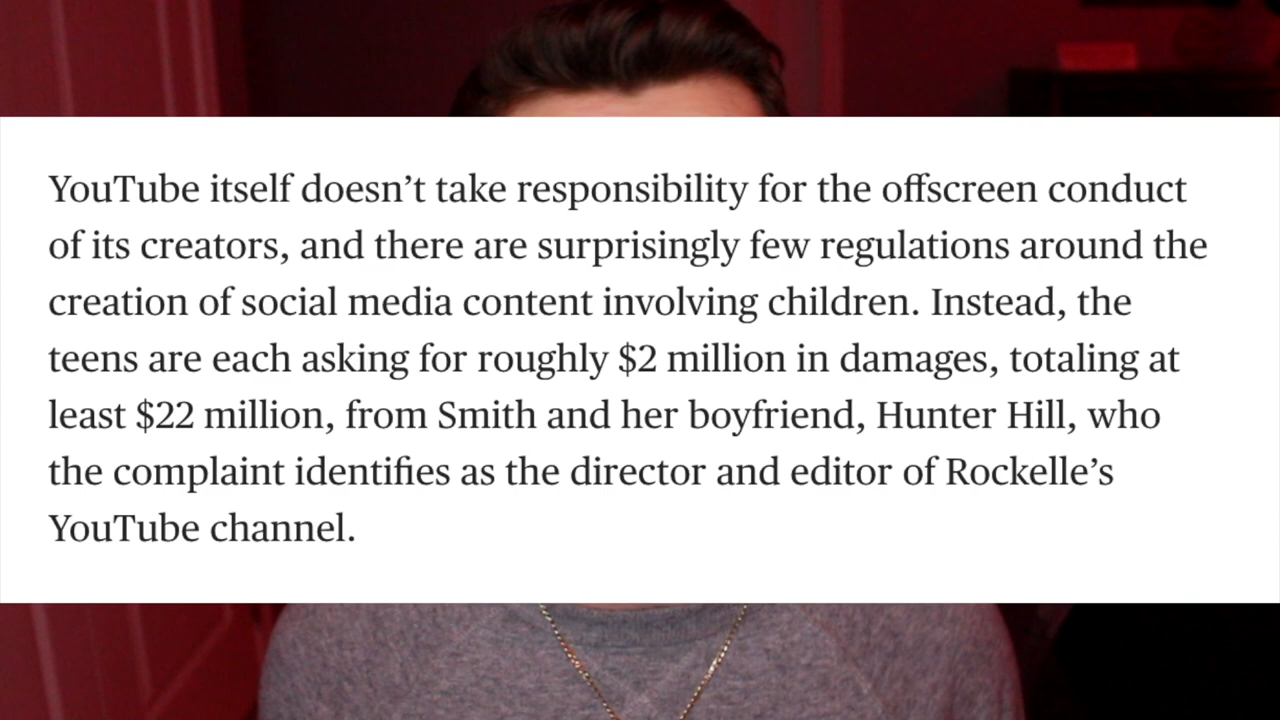 YouTube itself doesn’t take responsibility for the offscreen conduct
of its creators, and there are surprisingly few regulations around the
creation of social media content involving children. Instead, the
teens are each asking for roughly $2 million in damages, totaling at
least $22 million, from Smith and her boyfriend, Hunter Hill, who
the complaint identifies as the director and editor of Rockelle’s
YouTube channel.